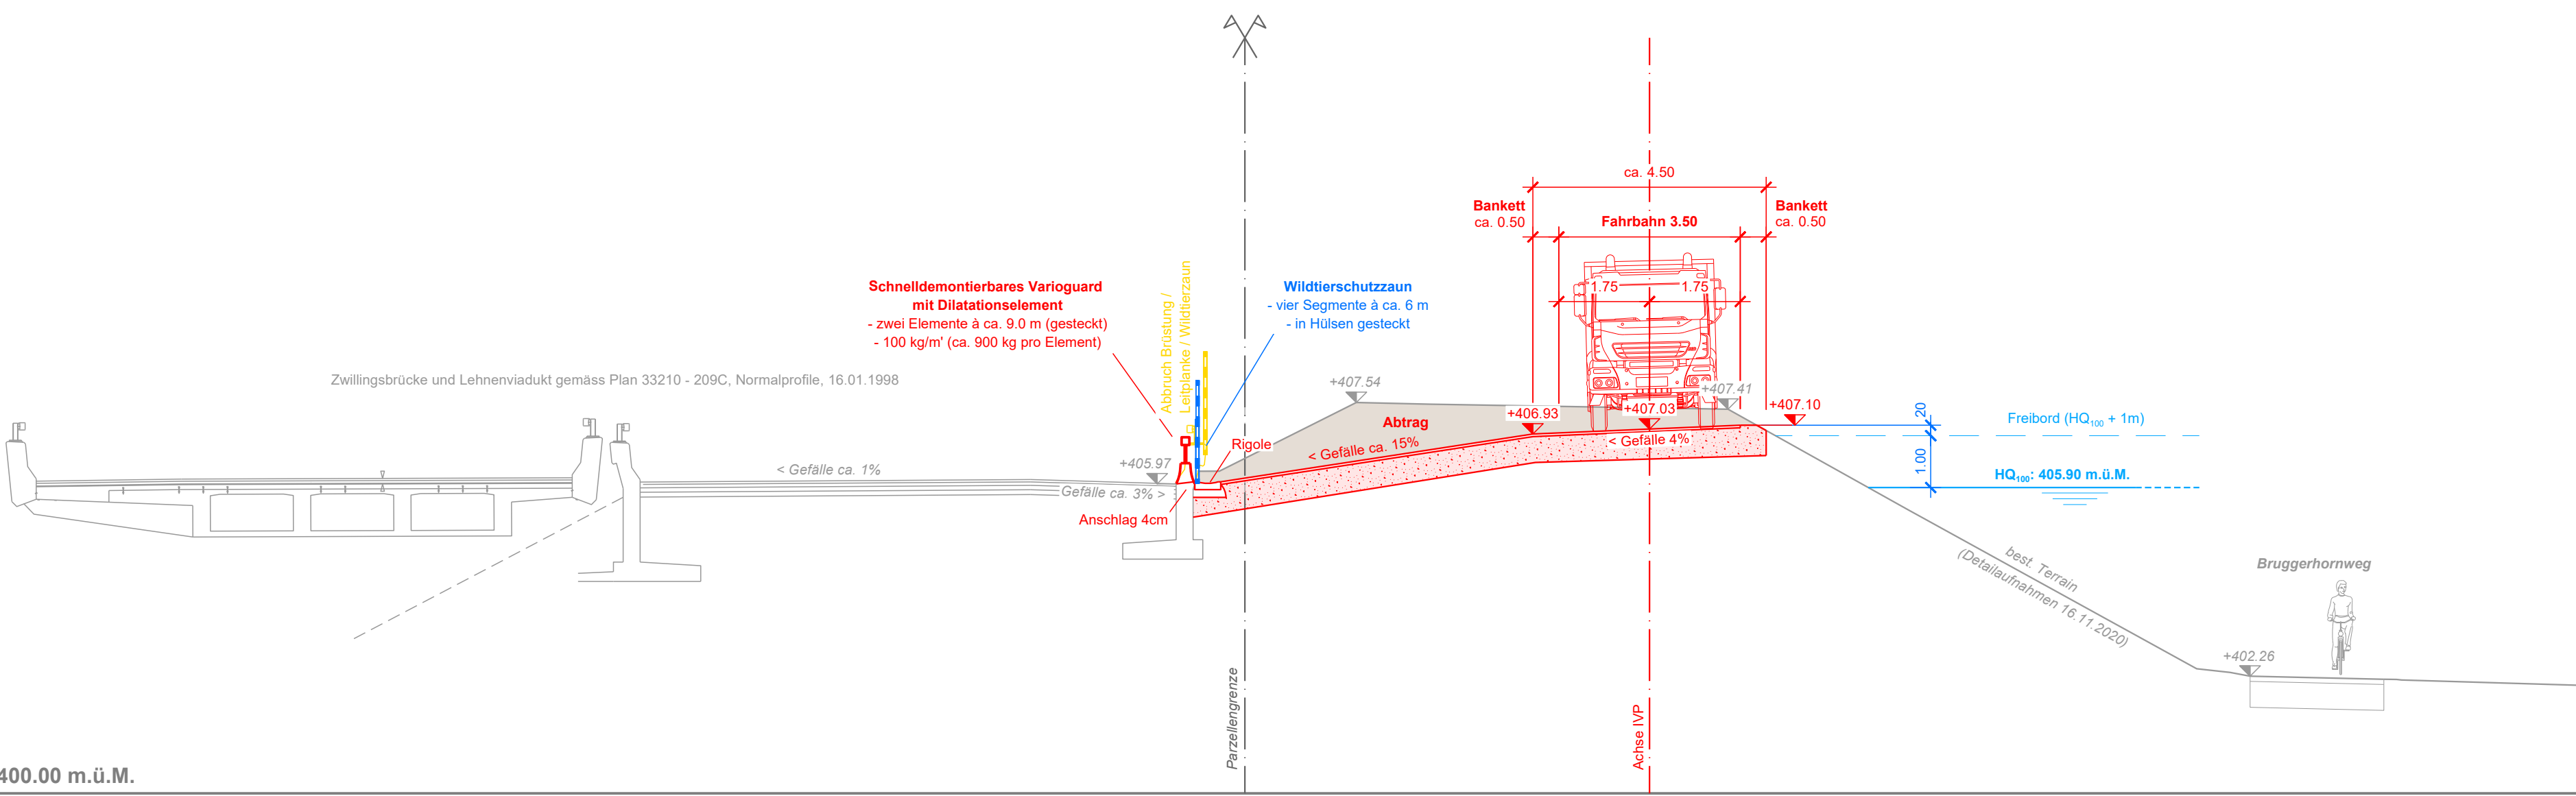 ca. 4.50
Bankett
ca. 0.50
Fahrbahn 3.50
Bankett
ca. 0.50
1.75
1.75
Schnelldemontierbares Varioguard
mit Dilatationselement
- zwei Elemente à ca. 9.0 m (gesteckt)
- 100 kg/m' (ca. 900 kg pro Element)
Abbruch Brüstung /
Leitplanke / Wildtierzaun
Wildtierschutzzaun
- vier Segmente à ca. 6 m
- in Hülsen gesteckt
Zwillingsbrücke und Lehnenviadukt gemäss Plan 33210 - 209C, Normalprofile, 16.01.1998
+407.54
+407.41
+406.93
+407.03
+407.10
Abtrag
Rigole
< Gefälle ca. 15%
< Gefälle 4%
20
1.00
Freibord (HQ100 + 1m)
HQ100: 405.90 m.ü.M.
+405.97
< Gefälle ca. 1%
Gefälle ca. 3% >
Anschlag 4cm
best. Terrain
(Detailaufnahmen 16.11.2020)
Bruggerhornweg
+402.26
Parzellengrenze
Achse IVP
400.00 m.ü.M.